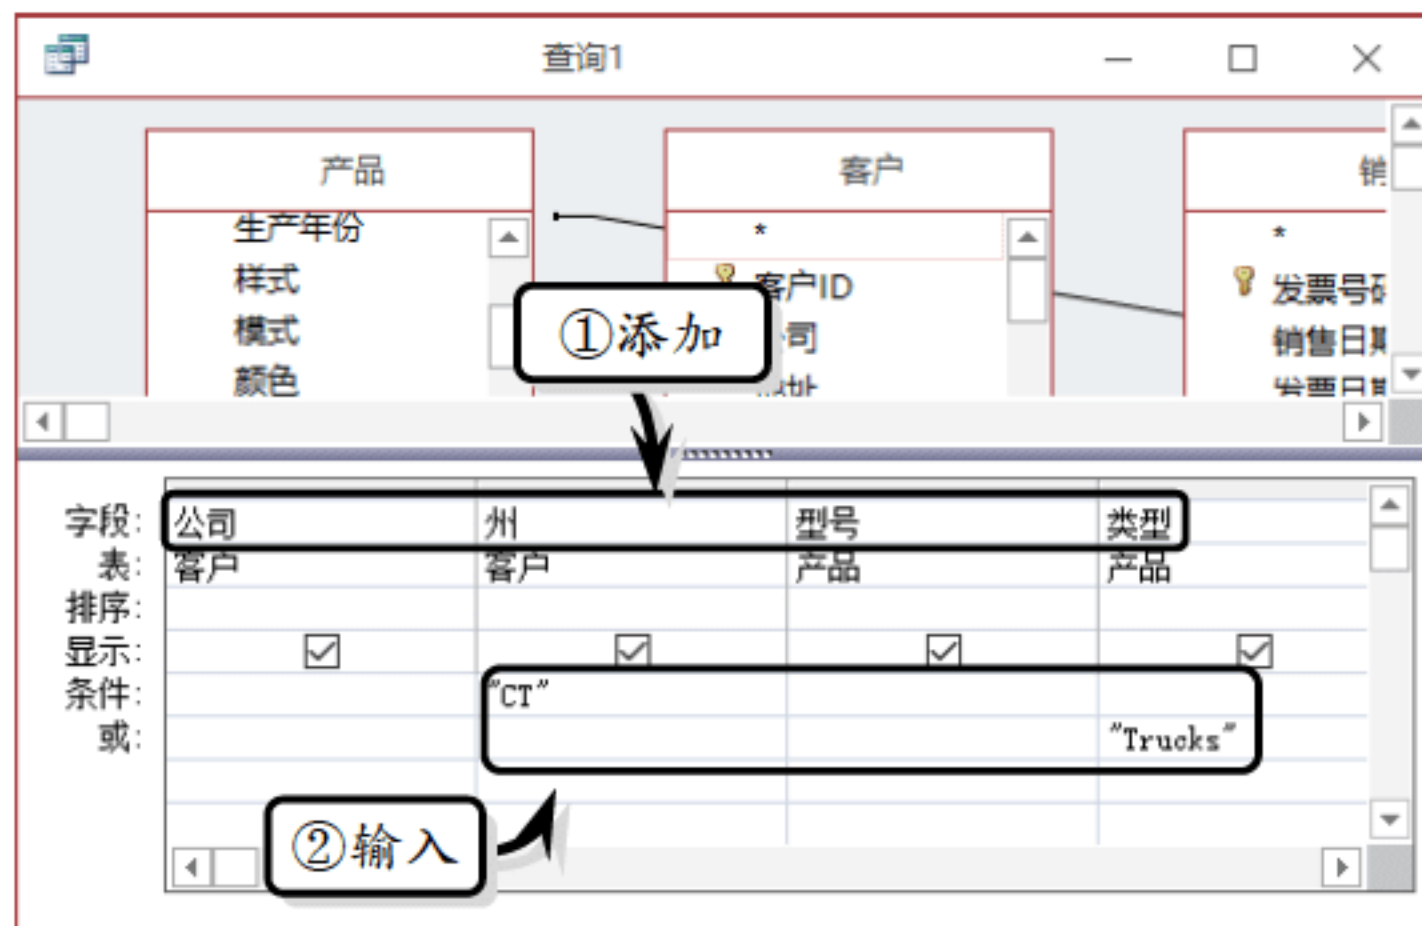 查询1
产品
客户
销
生产年份
样式
模式
颜色
*
客户ID
司
*
发票号
销售日期
①添加
字段: 公司 州 型号 类型
表: 客户 客户 产品 产品
排序:
显示:
条件: "CT"
或: "Trucks"
②输入